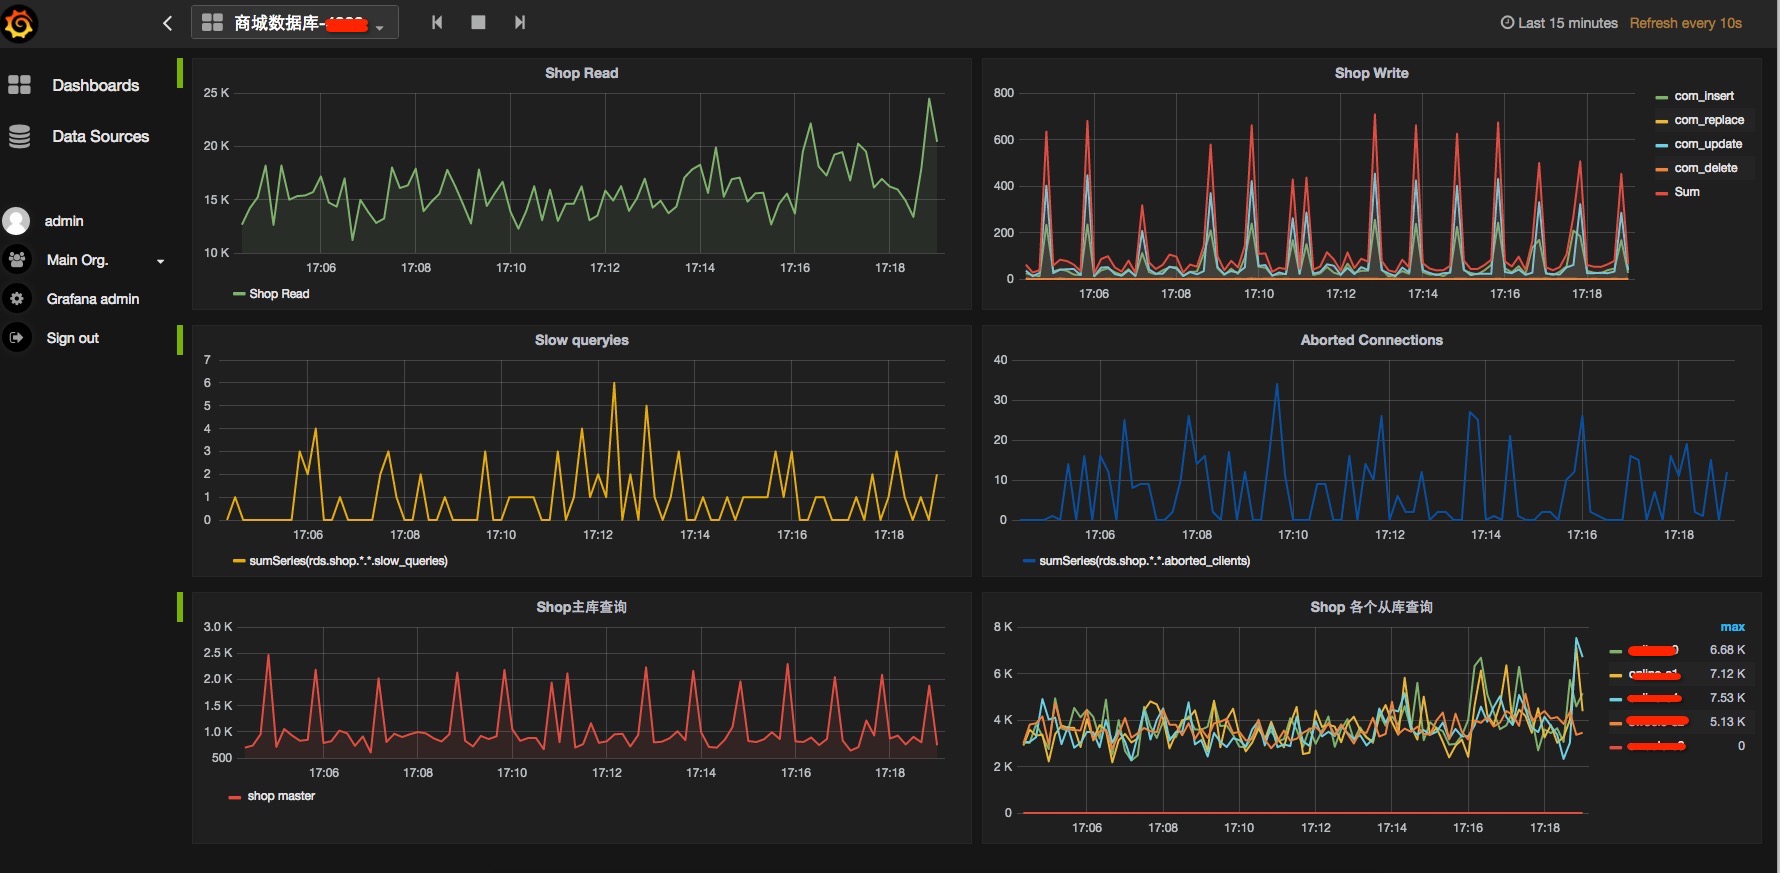 商城数据库-
Last 15 minutes
Refresh every 10s
Dashboards
Data Sources
admin
Main Org.
Grafana admin
Sign out
Shop Read
25 K
20 K
15 K
10 K
17:06 17:08 17:10 17:12 17:14 17:16 17:18
Shop Read
Shop Write
800
600
400
200
0
17:06 17:08 17:10 17:12 17:14 17:16 17:18
com_insert
com_replace
com_update
com_delete
Sum
Slow queryies
7
6
5
4
3
2
1
0
17:06 17:08 17:10 17:12 17:14 17:16 17:18
sumSeries(rds.shop.*.*.slow_queries)
Aborted Connections
40
30
20
10
0
17:06 17:08 17:10 17:12 17:14 17:16 17:18
sumSeries(rds.shop.*.*.aborted_clients)
Shop主库查询
3.0 K
2.5 K
2.0 K
1.5 K
1.0 K
500
17:06 17:08 17:10 17:12 17:14 17:16 17:18
shop master
Shop 各个从库查询
8 K
6 K
4 K
2 K
0
17:06 17:08 17:10 17:12 17:14 17:16 17:18
max
6.68 K
7.12 K
7.53 K
5.13 K
0